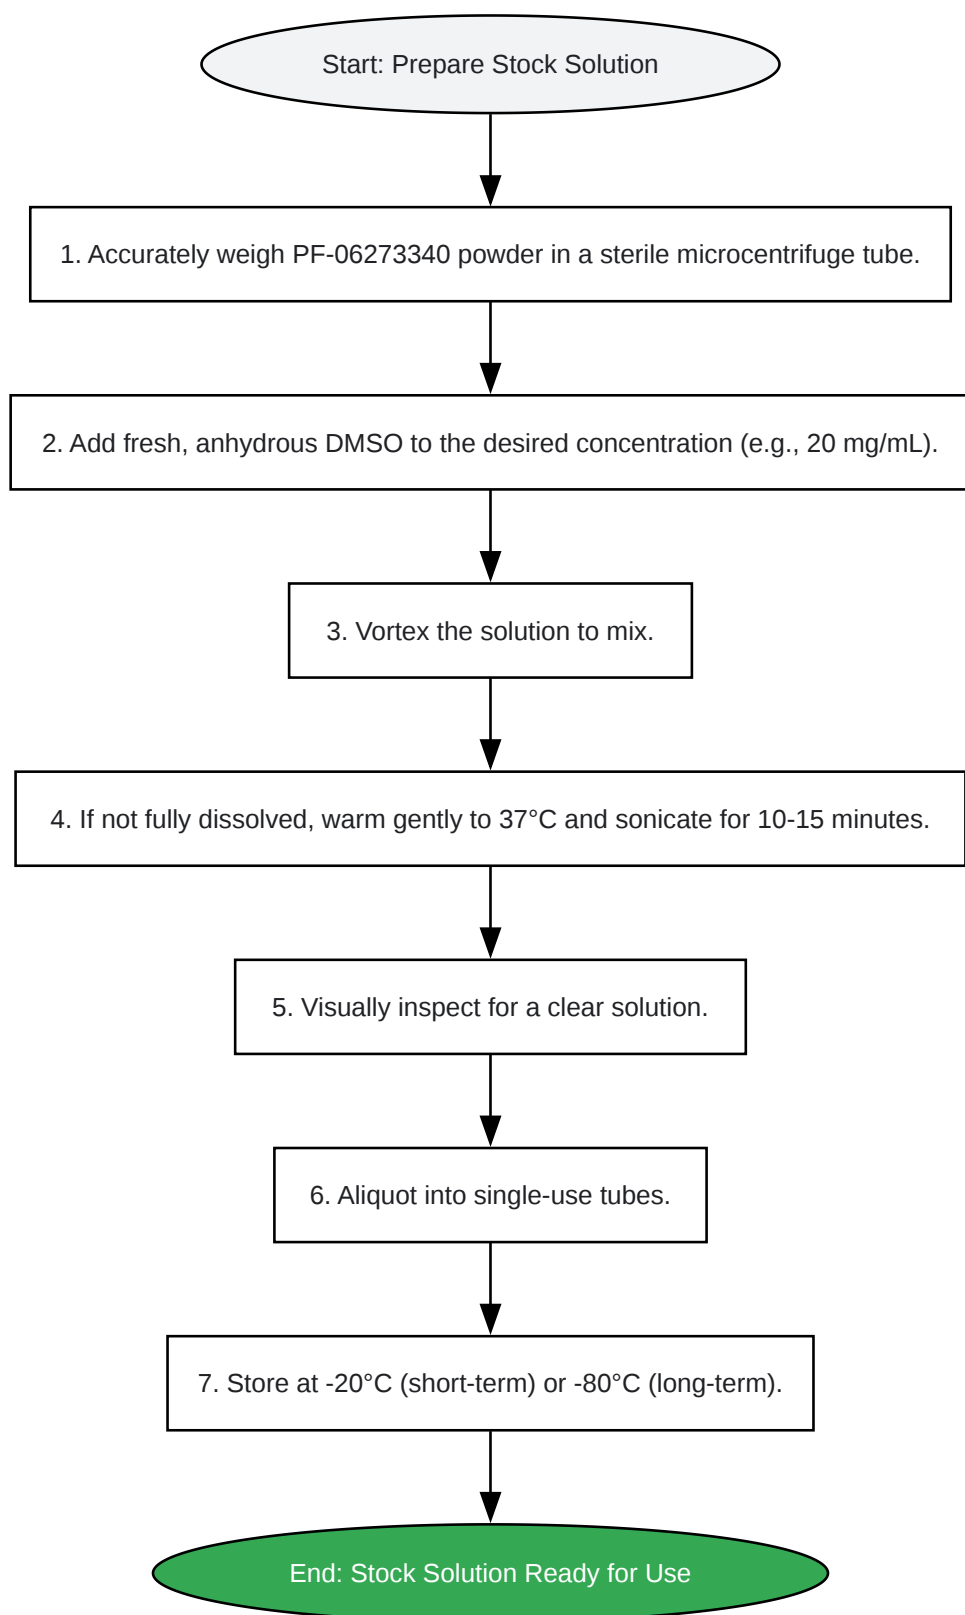 Start: Prepare Stock Solution
1. Accurately weigh PF-06273340 powder in a sterile microcentrifuge tube.
2. Add fresh, anhydrous DMSO to the desired concentration (e.g., 20 mg/mL).
3. Vortex the solution to mix.
4. If not fully dissolved, warm gently to 37°C and sonicate for 10-15 minutes.
5. Visually inspect for a clear solution.
6. Aliquot into single-use tubes.
7. Store at -20°C (short-term) or -80°C (long-term).
End: Stock Solution Ready for Use